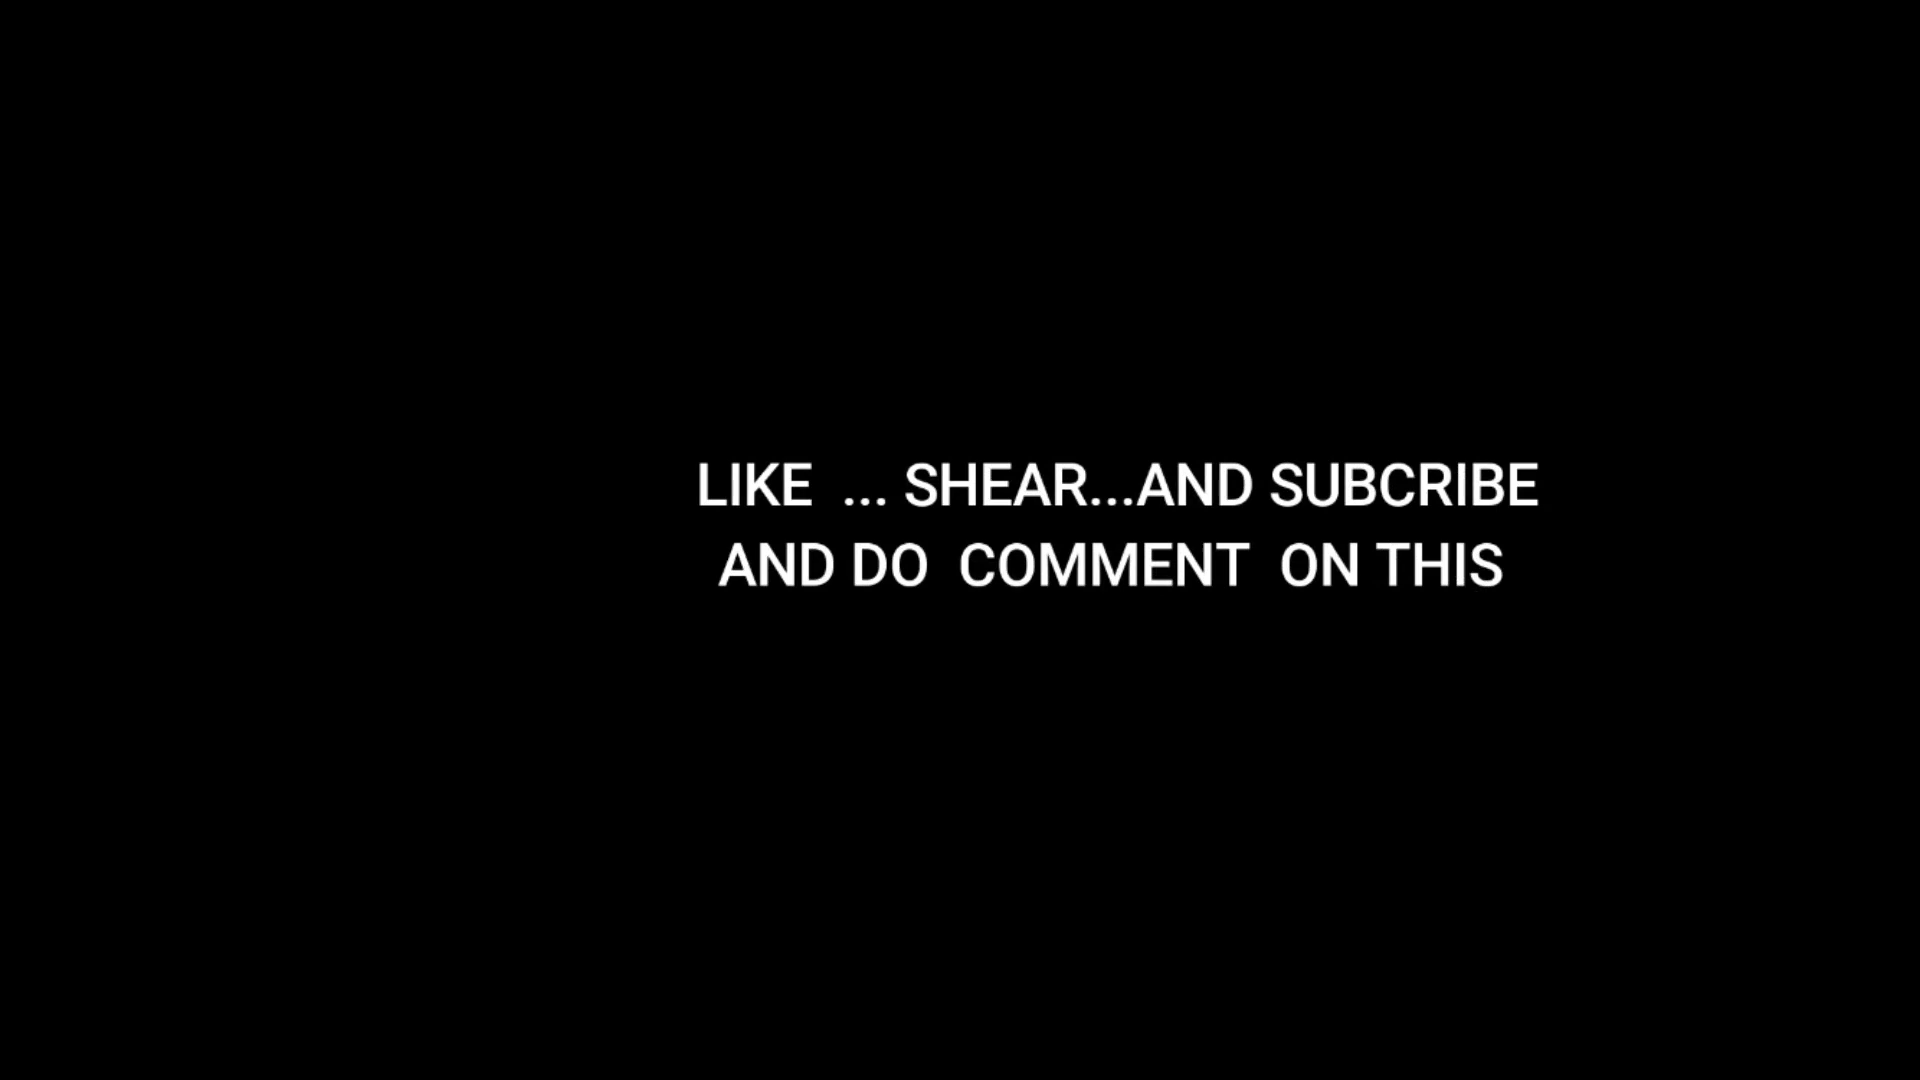 LIKE  ... SHEAR...AND SUBCRIBE
AND DO  COMMENT  ON THIS